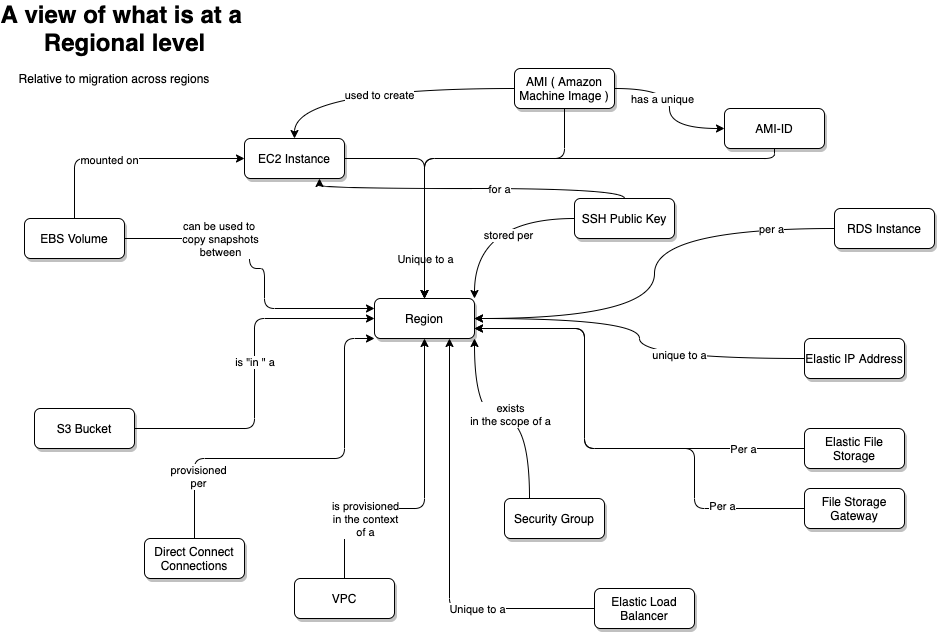 A view of what is at a
Regional level
Relative to migration across regions
AMI ( Amazon
Machine Image )
used to create
has a unique
AMI-ID
EC2 Instance
mounted on
for a
SSH Public Key
EBS Volume
can be used to
copy snapshots
between
stored per
per a
RDS Instance
Unique to a
Region
is "in " a
unique to a
Elastic IP Address
S3 Bucket
exists
in the scope of a
Per a
Elastic File
Storage
provisioned
per
Per a
File Storage
Gateway
is provisioned
in the context
of a
Security Group
Direct Connect
Connections
VPC
Unique to a
Elastic Load
Balancer